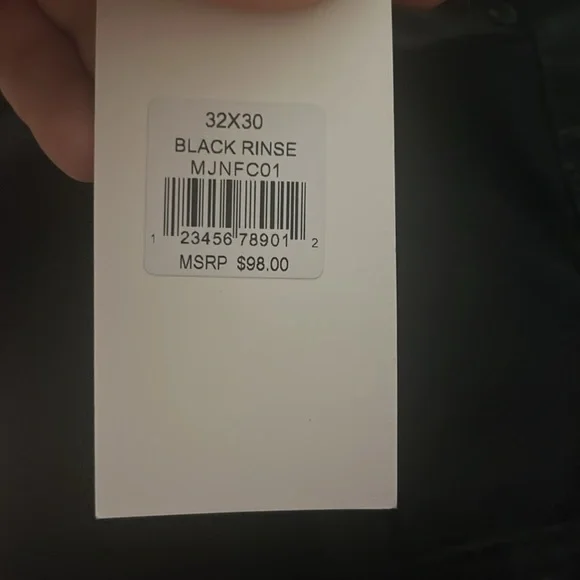 32X30
BLACK RINSE
MJNFC01
1 23456 78901 2
MSRP $98.00